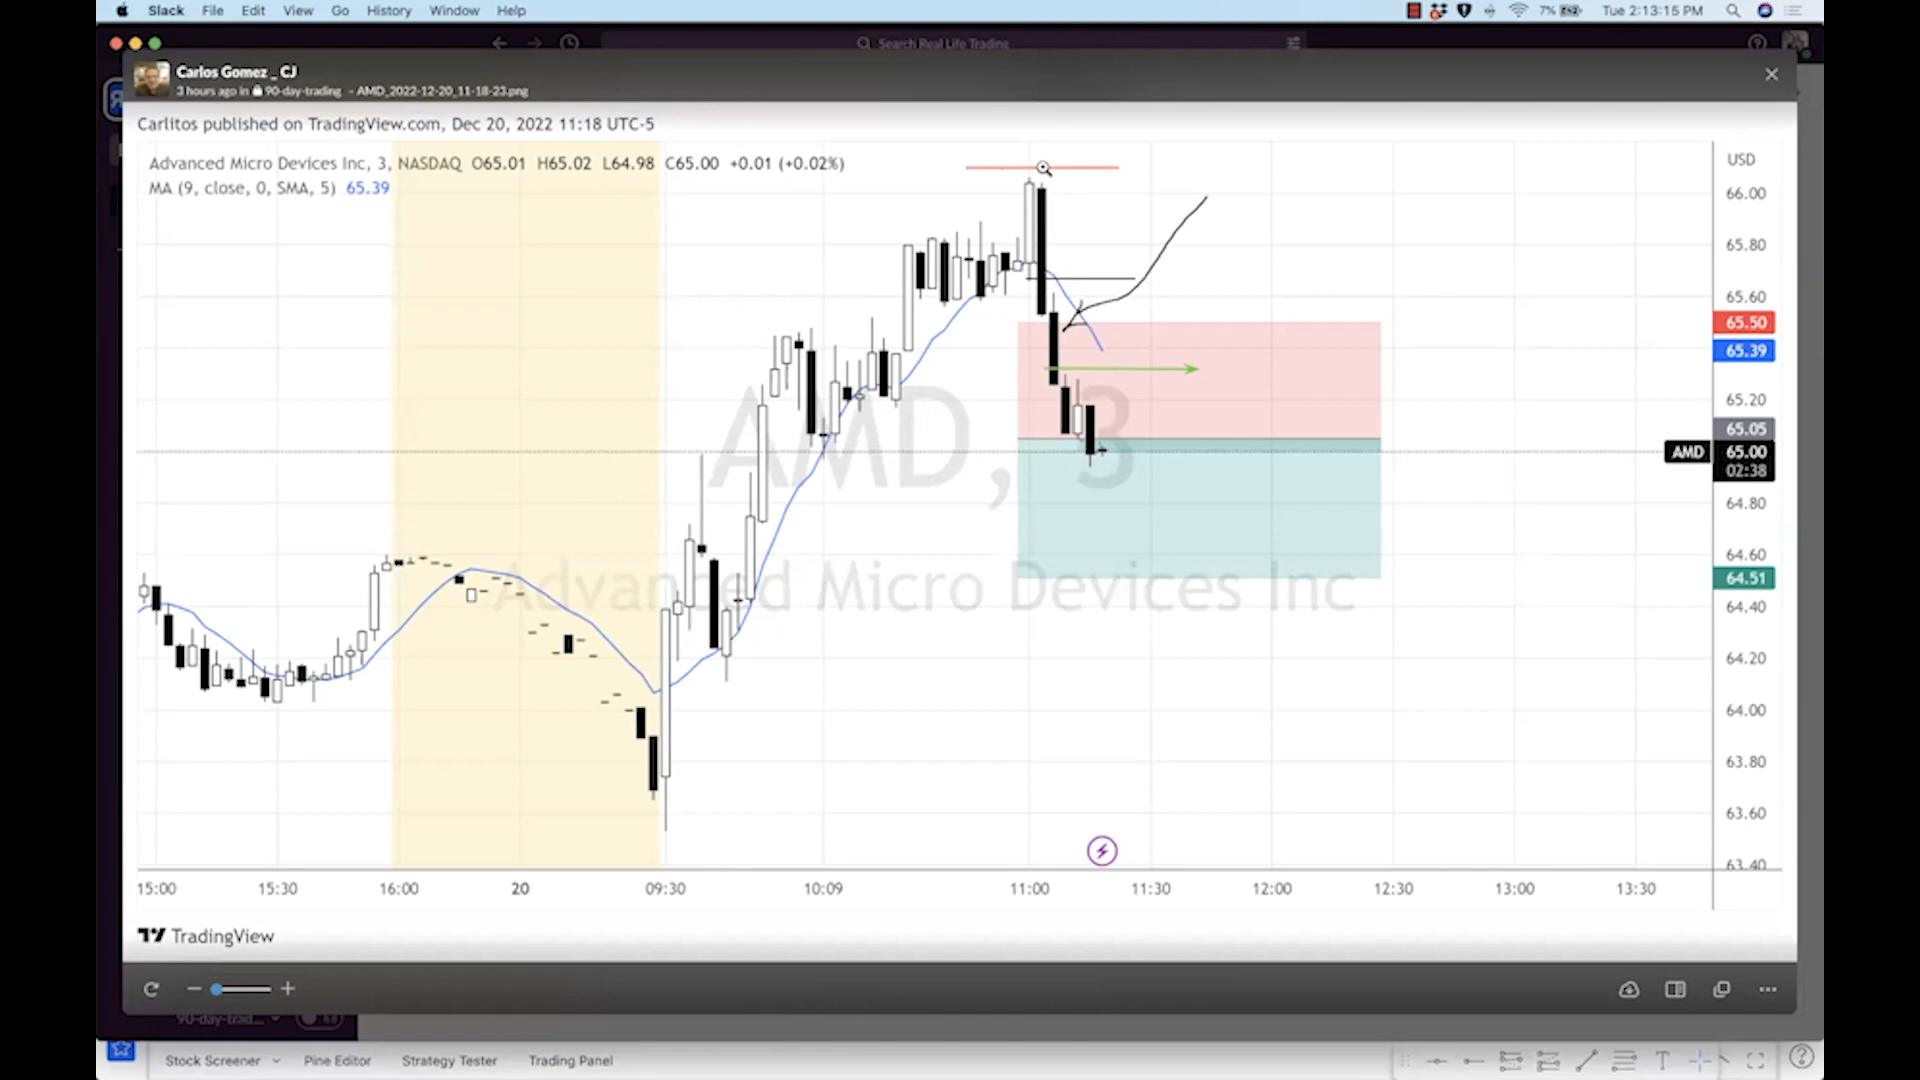 Slack File Edit View Go History Window Help 7% Tue 2:13:15 PM
Search Real Life Trading
Carlos Gomez _ CJ
3 hours ago in 90-day-trading - AMD_2022-12-20_11-18-23.png
Carlitos published on TradingView.com, Dec 20, 2022 11:18 UTC-5
Advanced Micro Devices Inc, 3, NASDAQ O65.01 H65.02 L64.98 C65.00 +0.01 (+0.02%)
MA (9, close, 0, SMA, 5) 65.39
USD
66.00
65.80
65.60
65.50
65.39
65.20
65.05
AMD 65.00
02:38
64.80
64.60
64.51
64.40
64.20
64.00
63.80
63.60
63.40
AMD, 3
Advanced Micro Devices Inc
15:00 15:30 16:00 20 09:30 10:09 11:00 11:30 12:00 12:30 13:00 13:30
TradingView
90-day-trad...
Stock Screener Pine Editor Strategy Tester Trading Panel